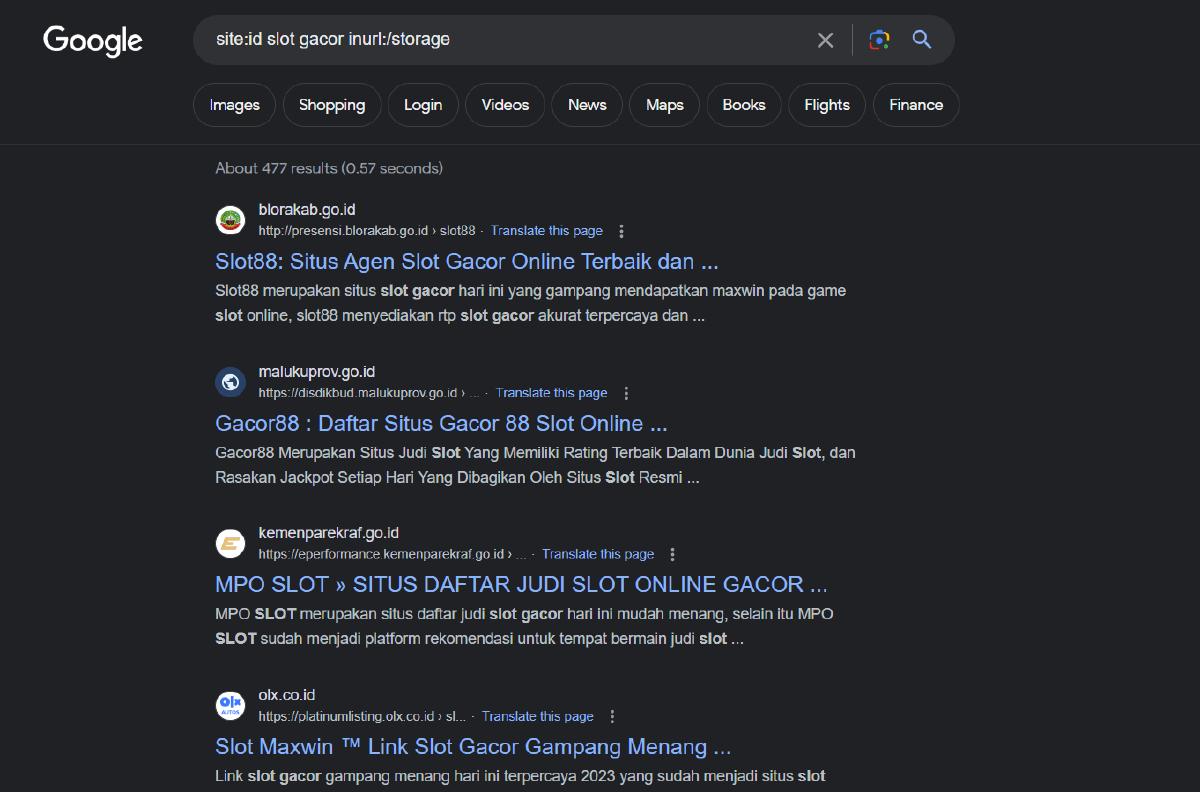 Google
site:id slot gacor inurl:/storage
Images Shopping Login Videos News Maps Books Flights Finance
About 477 results (0.57 seconds)
blorakab.go.id
http://presensi.blorakab.go.id › slot88 · Translate this page
Slot88: Situs Agen Slot Gacor Online Terbaik dan ...
Slot88 merupakan situs slot gacor hari ini yang gampang mendapatkan maxwin pada game
slot online, slot88 menyediakan rtp slot gacor akurat terpercaya dan ...
malukuprov.go.id
https://disdikbud.malukuprov.go.id › ... · Translate this page
Gacor88 : Daftar Situs Gacor 88 Slot Online ...
Gacor88 Merupakan Situs Judi Slot Yang Memiliki Rating Terbaik Dalam Dunia Judi Slot, dan
Rasakan Jackpot Setiap Hari Yang Dibagikan Oleh Situs Slot Resmi ...
kemenparekraf.go.id
https://eperformance.kemenparekraf.go.id › ... · Translate this page
MPO SLOT » SITUS DAFTAR JUDI SLOT ONLINE GACOR ...
MPO SLOT merupakan situs daftar judi slot gacor hari ini mudah menang, selain itu MPO
SLOT sudah menjadi platform rekomendasi untuk tempat bermain judi slot ...
olx.co.id
olx
AUTOS
https://platinumlisting.olx.co.id › sl... · Translate this page
Slot Maxwin ™ Link Slot Gacor Gampang Menang ...
Link slot gacor gampang menang hari ini terpercaya 2023 yang sudah menjadi situs slot